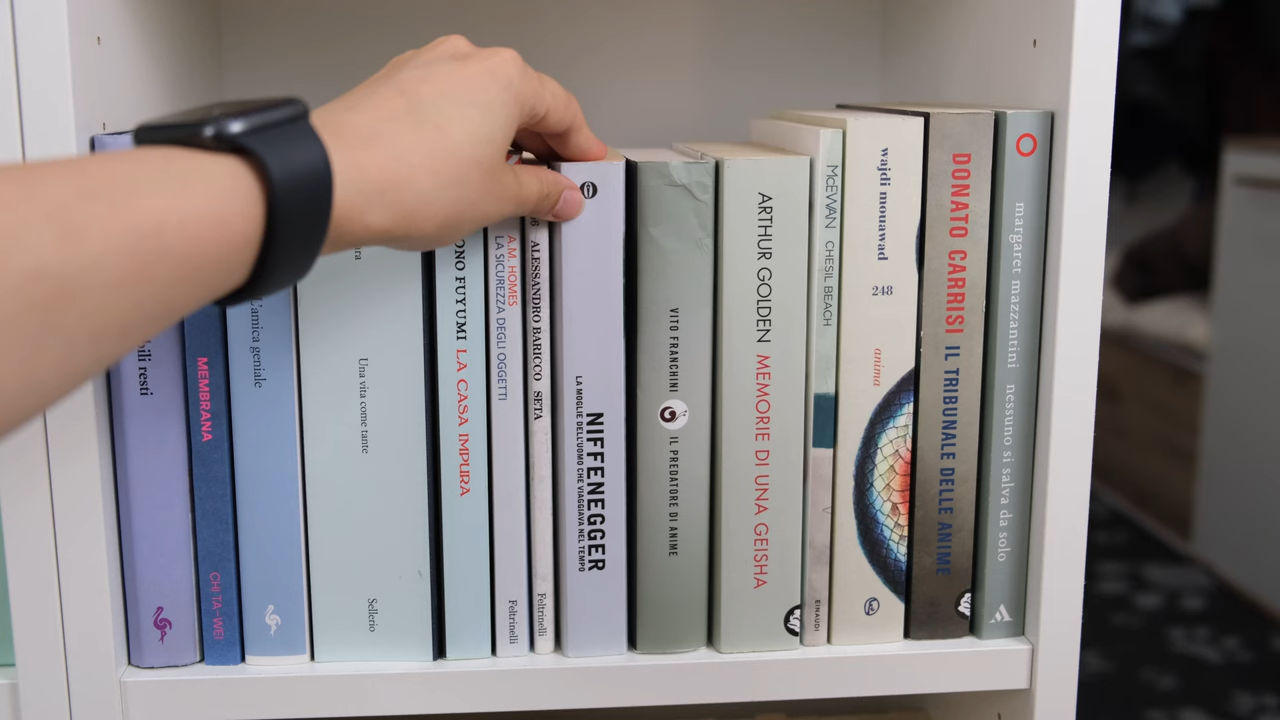 bili resti
MEMBRANA
CHI TA-WEI
L'amica geniale
Una vita come tante
Sellerio
ONO FUYUMI LA CASA IMPURA
A.M. HOMES
LA SICUREZZA DEGLI OGGETTI
Feltrinelli
ALESSANDRO BARICCO SETA
Feltrinelli
NIFFENEGGER
LA MOGLIE DELL'UOMO CHE VIAGGIAVA NEL TEMPO
VITO FRANCHINI IL PREDATORE DI ANIME
ARTHUR GOLDEN MEMORIE DI UNA GEISHA
McEWAN CHESIL BEACH
EINAUDI
wajdi mouawad
248
anima
DONATO CARRISI IL TRIBUNALE DELLE ANIME
margaret mazzantini nessuno si salva da solo